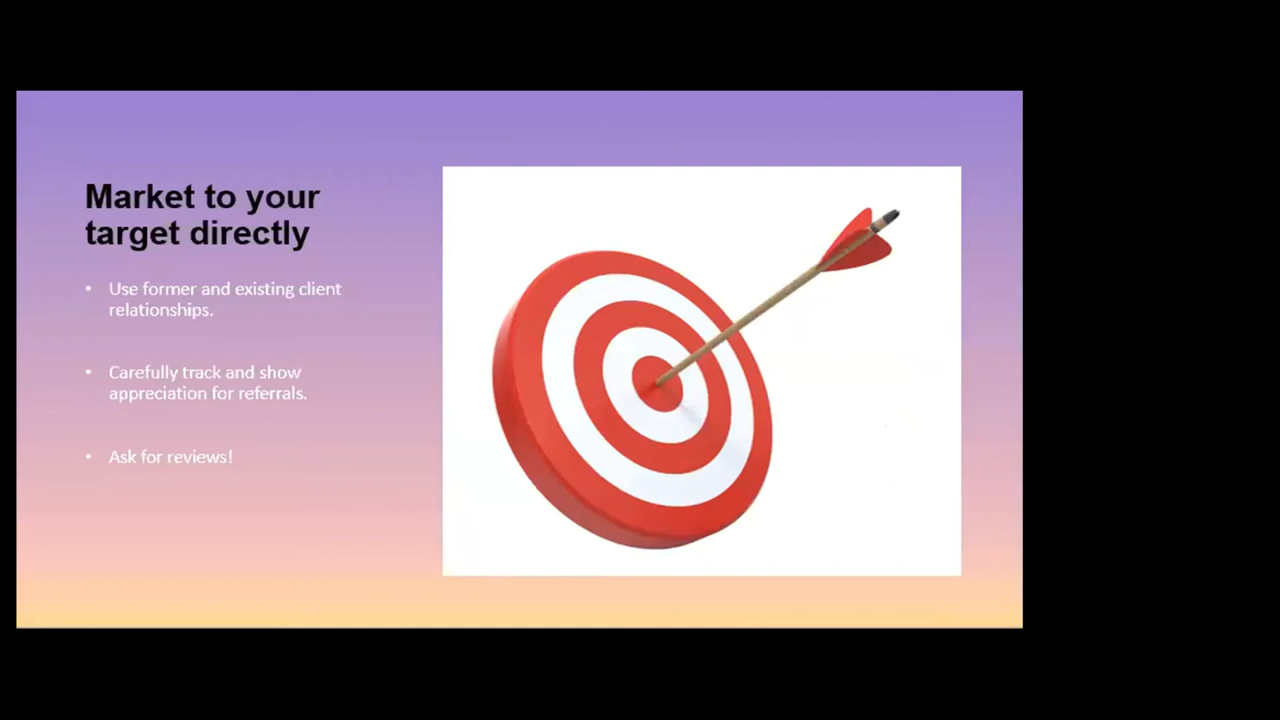 Market to your
target directly
• Use former and existing client
relationships.
• Carefully track and show
appreciation for referrals.
• Ask for reviews!